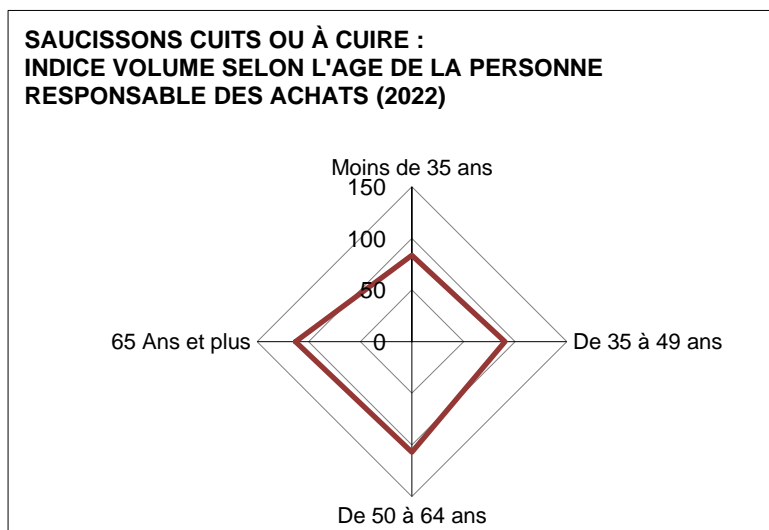 SAUCISSONS CUITS OU À CUIRE :
INDICE VOLUME SELON L'AGE DE LA PERSONNE
RESPONSABLE DES ACHATS (2022)
Moins de 35 ans
150
100
50
0
65 Ans et plus
De 35 à 49 ans
De 50 à 64 ans